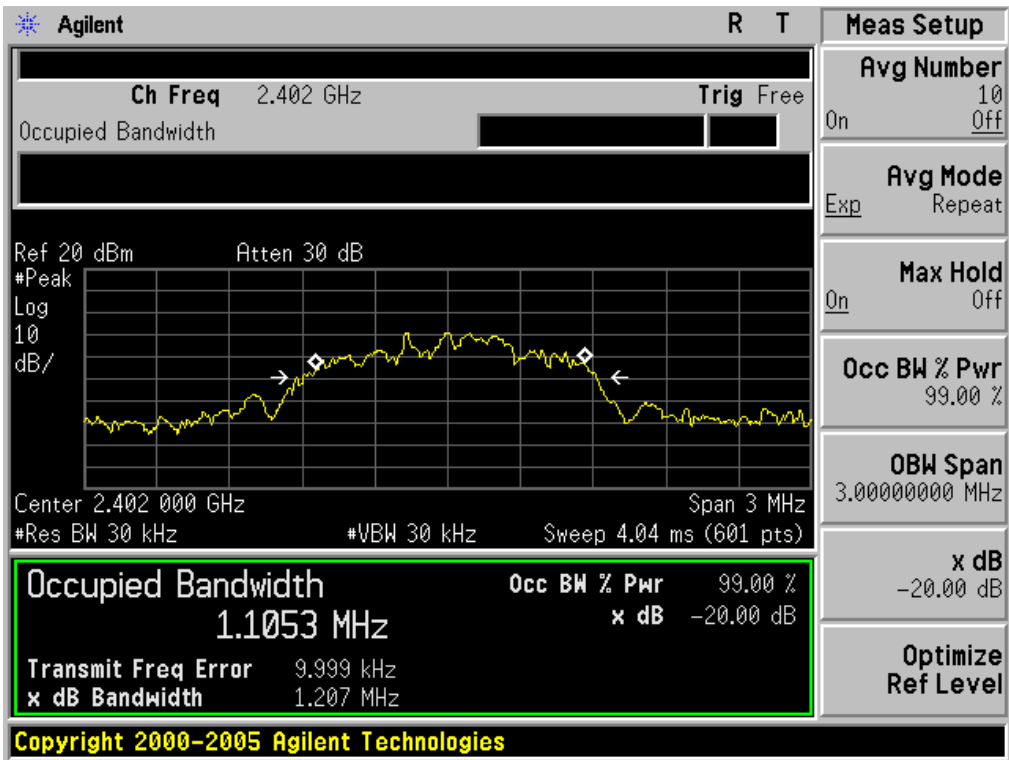 Agilent R T
Ch Freq 2.402 GHz Trig Free
Occupied Bandwidth
Ref 20 dBm Atten 30 dB
#Peak
Log
10
dB/
Center 2.402 000 GHz Span 3 MHz
#Res BW 30 kHz #VBW 30 kHz Sweep 4.04 ms (601 pts)
Occupied Bandwidth
1.1053 MHz
Occ BW % Pwr 99.00 %
x dB -20.00 dB
Transmit Freq Error 9.999 kHz
x dB Bandwidth 1.207 MHz
Copyright 2000-2005 Agilent Technologies
Meas Setup
Avg Number
10
On Off
Avg Mode
Exp Repeat
Max Hold
On Off
Occ BW % Pwr
99.00 %
OBW Span
3.00000000 MHz
x dB
-20.00 dB
Optimize
Ref Level